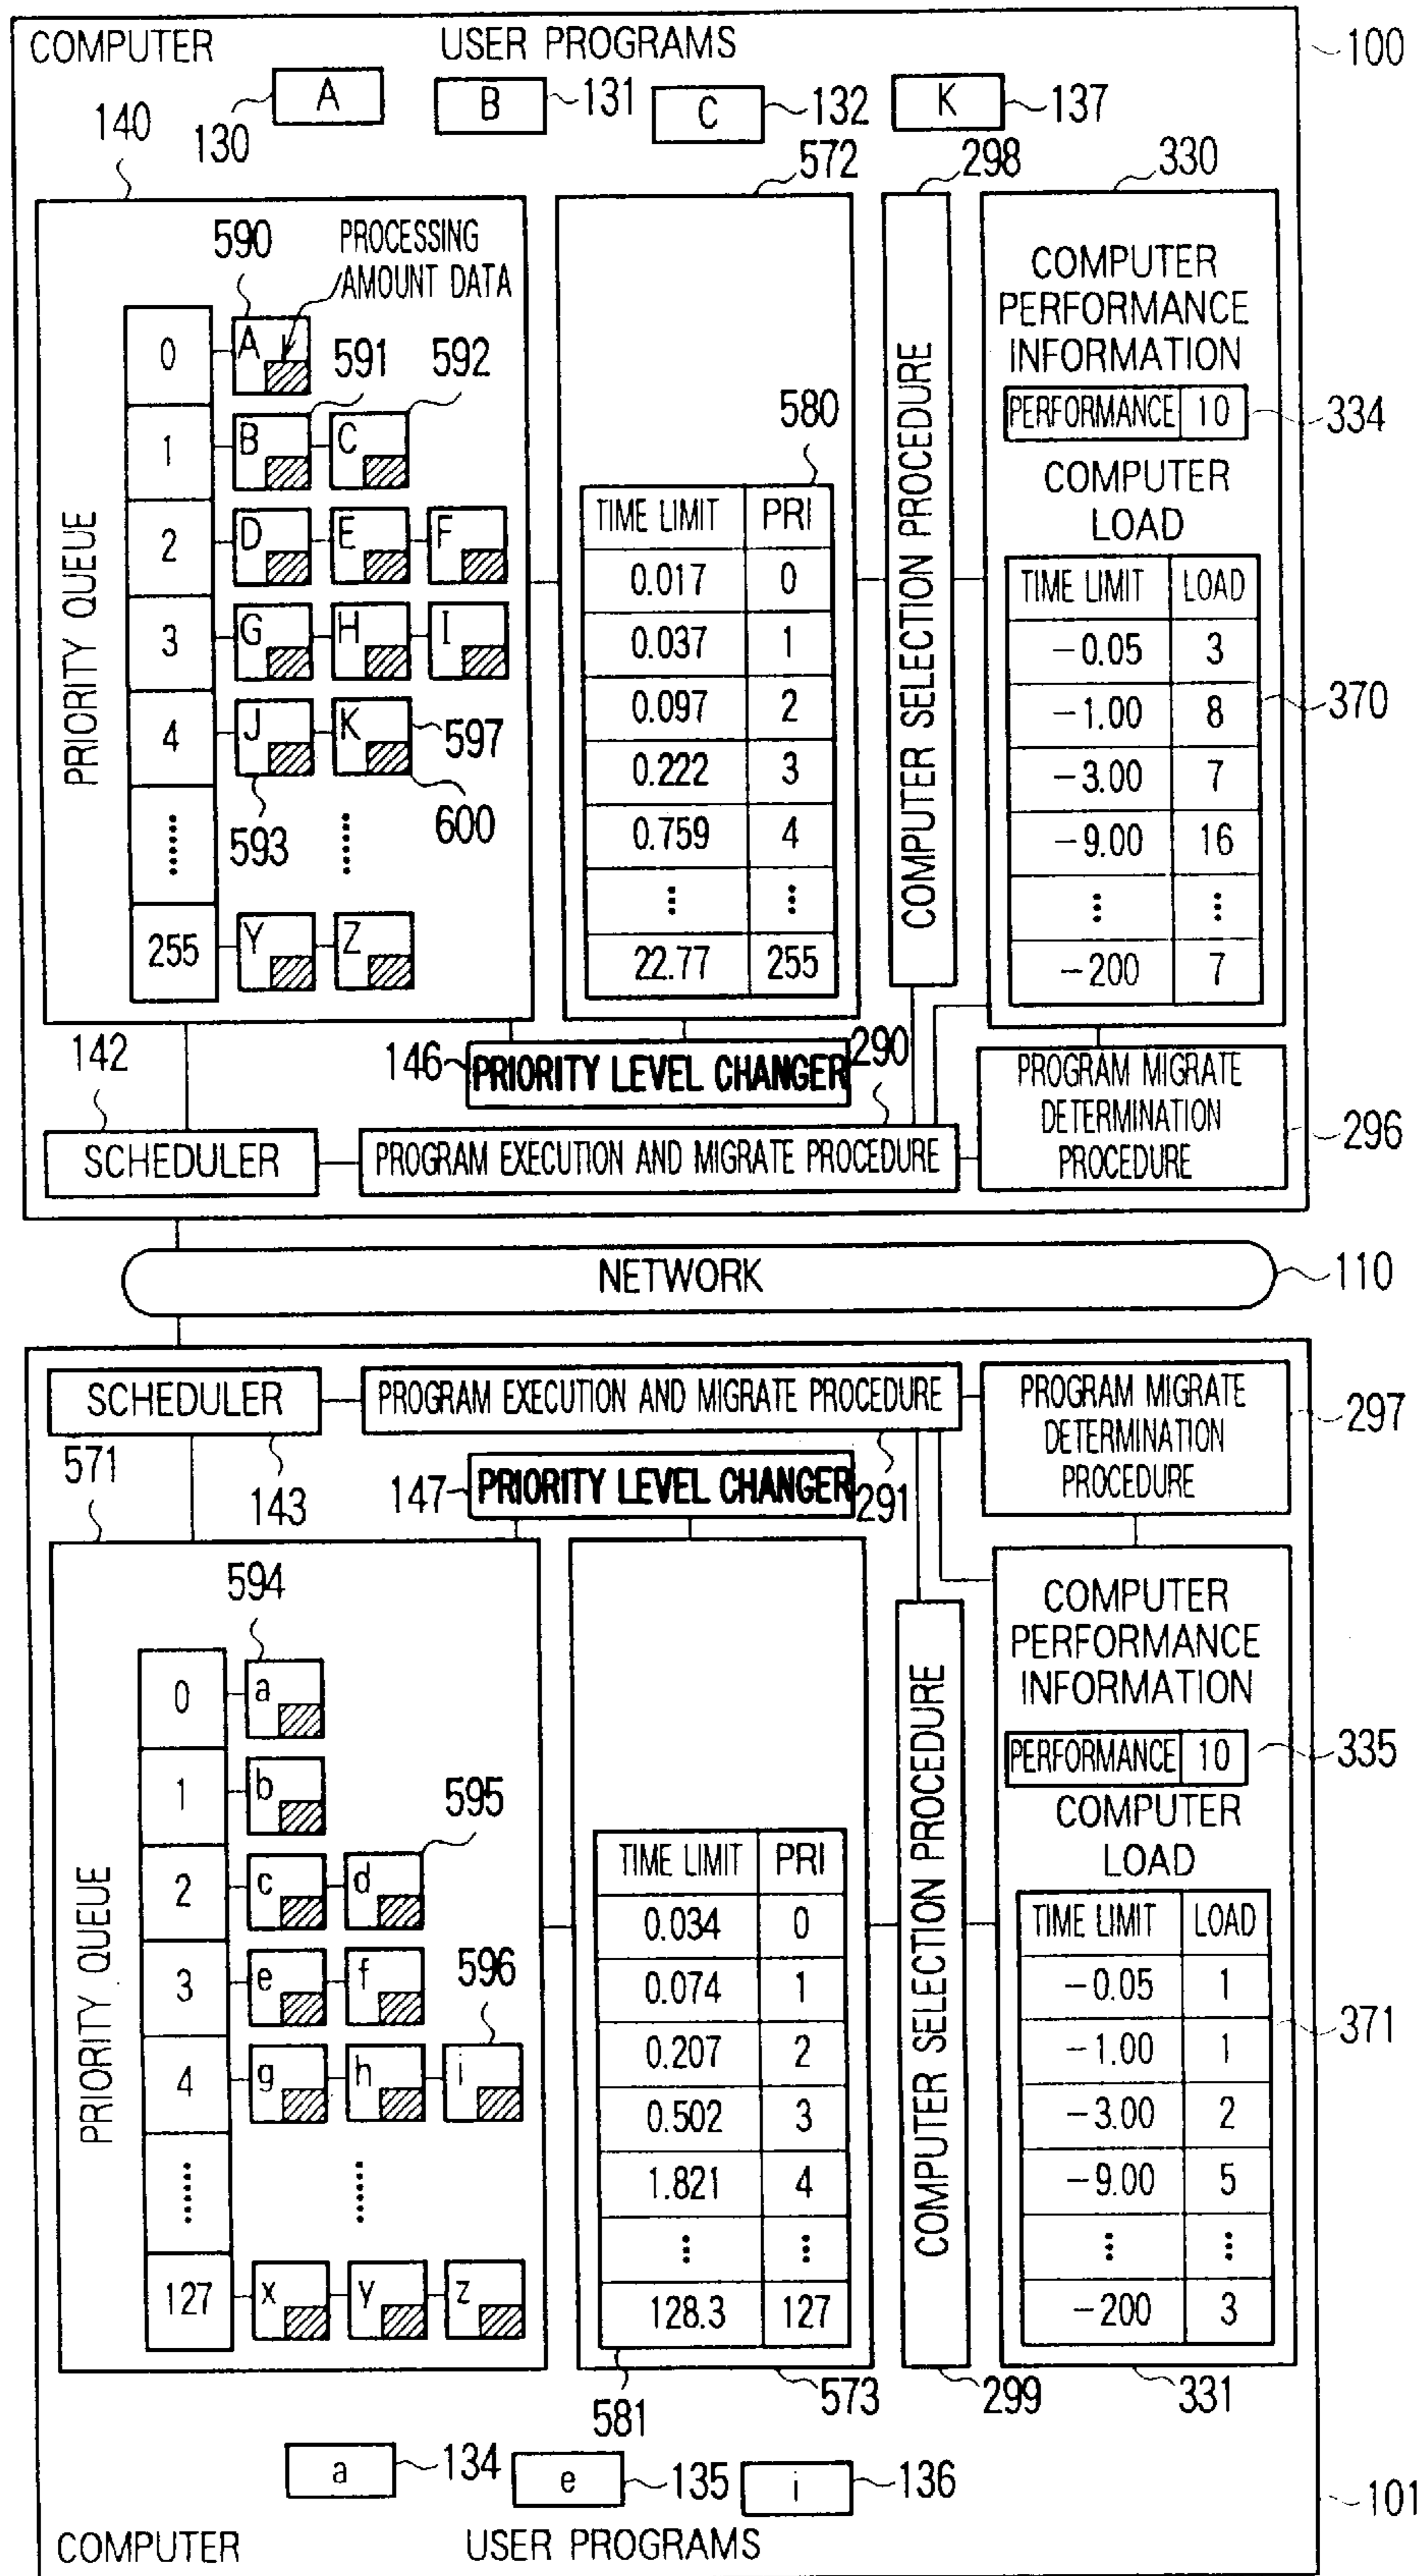 COMPUTER USER PROGRAMS 100
A B 131 C 132 K 137
130
140 572 298 330
590 PROCESSING
AMOUNT DATA
591 592
PRIORITY QUEUE
0 A
1 B C
2 D E F
3 G H I
4 J K 597
593 600
......
......
255 Y Z
580
TIME LIMIT PRI
0.017 0
0.037 1
0.097 2
0.222 3
0.759 4
... ...
22.77 255
COMPUTER SELECTION PROCEDURE
COMPUTER
PERFORMANCE
INFORMATION
PERFORMANCE 10 334
COMPUTER
LOAD
TIME LIMIT LOAD
-0.05 3
-1.00 8
370
-3.00 7
-9.00 16
... ...
-200 7
142 146 PRIORITY LEVEL CHANGER 290
SCHEDULER
PROGRAM EXECUTION AND MIGRATE PROCEDURE
PROGRAM MIGRATE
DETERMINATION
PROCEDURE
296
NETWORK 110
SCHEDULER
PROGRAM EXECUTION AND MIGRATE PROCEDURE
PROGRAM MIGRATE
DETERMINATION
PROCEDURE
297
571 143 147 PRIORITY LEVEL CHANGER 291
594
PRIORITY QUEUE
0 a
1 b
595
2 c d
3 e f
596
4 g h i
......
......
127 x y z
TIME LIMIT PRI
0.034 0
0.074 1
0.207 2
0.502 3
1.821 4
... ...
128.3 127
581 573
COMPUTER SELECTION PROCEDURE
299
COMPUTER
PERFORMANCE
INFORMATION
PERFORMANCE 10 335
COMPUTER
LOAD
TIME LIMIT LOAD
-0.05 1
371
-1.00 1
-3.00 2
-9.00 5
... ...
-200 3
331
a 134 e 135 i 136
101
COMPUTER USER PROGRAMS